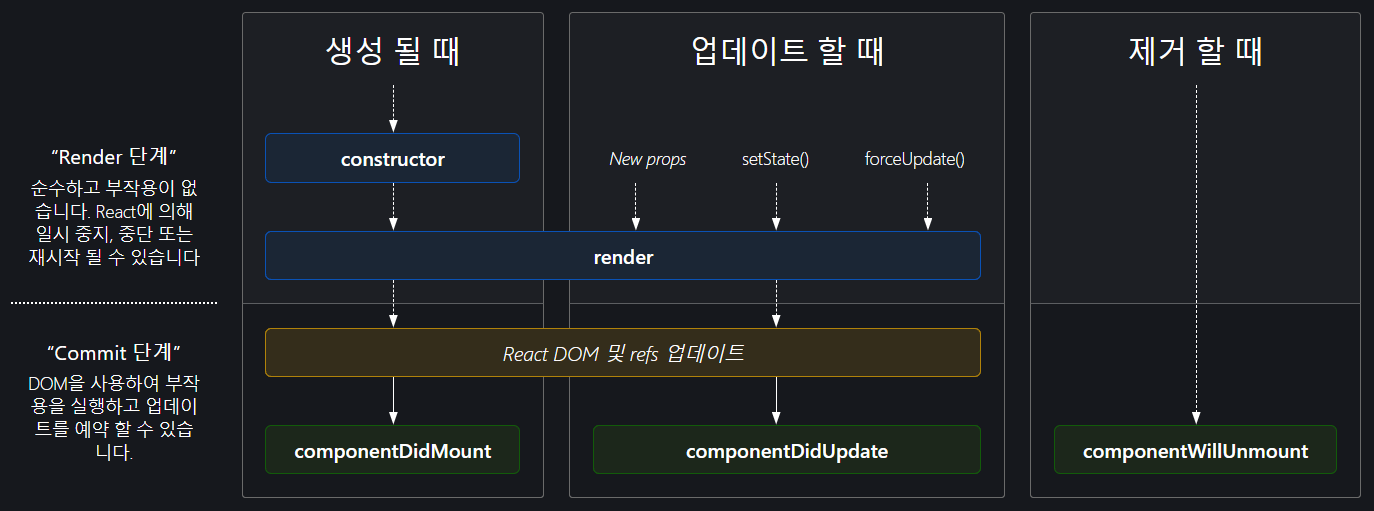 생성 될 때
업데이트 할 때
제거 할 때
“Render 단계”
순수하고 부작용이 없
습니다. React에 의해
일시 중지, 중단 또는
재시작 될 수 있습니다
constructor
New props
setState()
forceUpdate()
render
“Commit 단계”
DOM을 사용하여 부작
용을 실행하고 업데이
트를 예약 할 수 있습
니다.
React DOM 및 refs 업데이트
componentDidMount
componentDidUpdate
componentWillUnmount